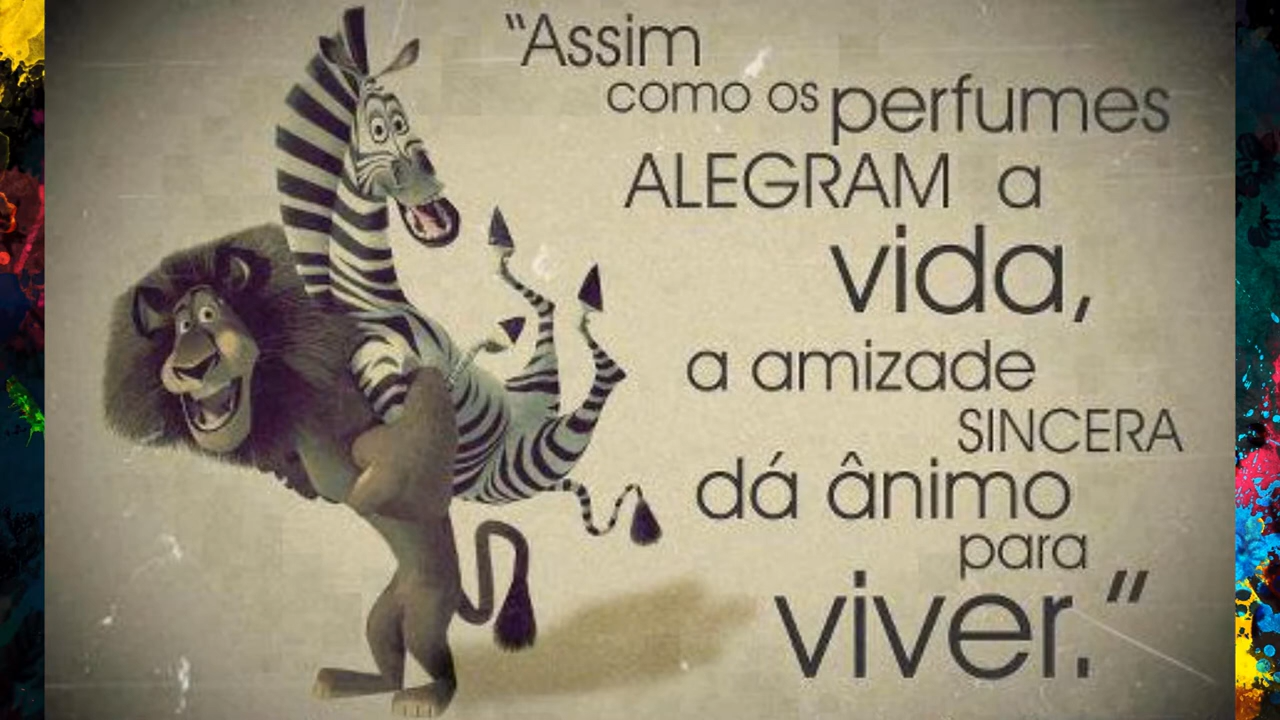 “Assim
como os perfumes
ALEGRAM a
vida,
a amizade
SINCERA
dá ânimo
para
viver.”